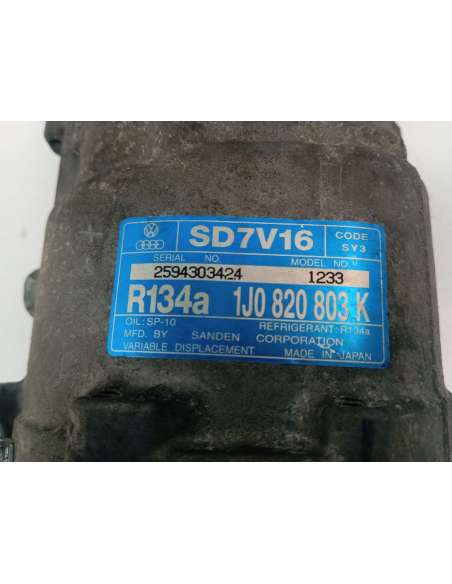 SD7V16
CODE
SY3
SERIAL NO.
MODEL NO.
2594303424
1233
R134a 1J0 820 803 K
OIL: SP-10
REFRIGERANT: R134a
MFD. BY SANDEN CORPORATION
VARIABLE DISPLACEMENT MADE IN JAPAN